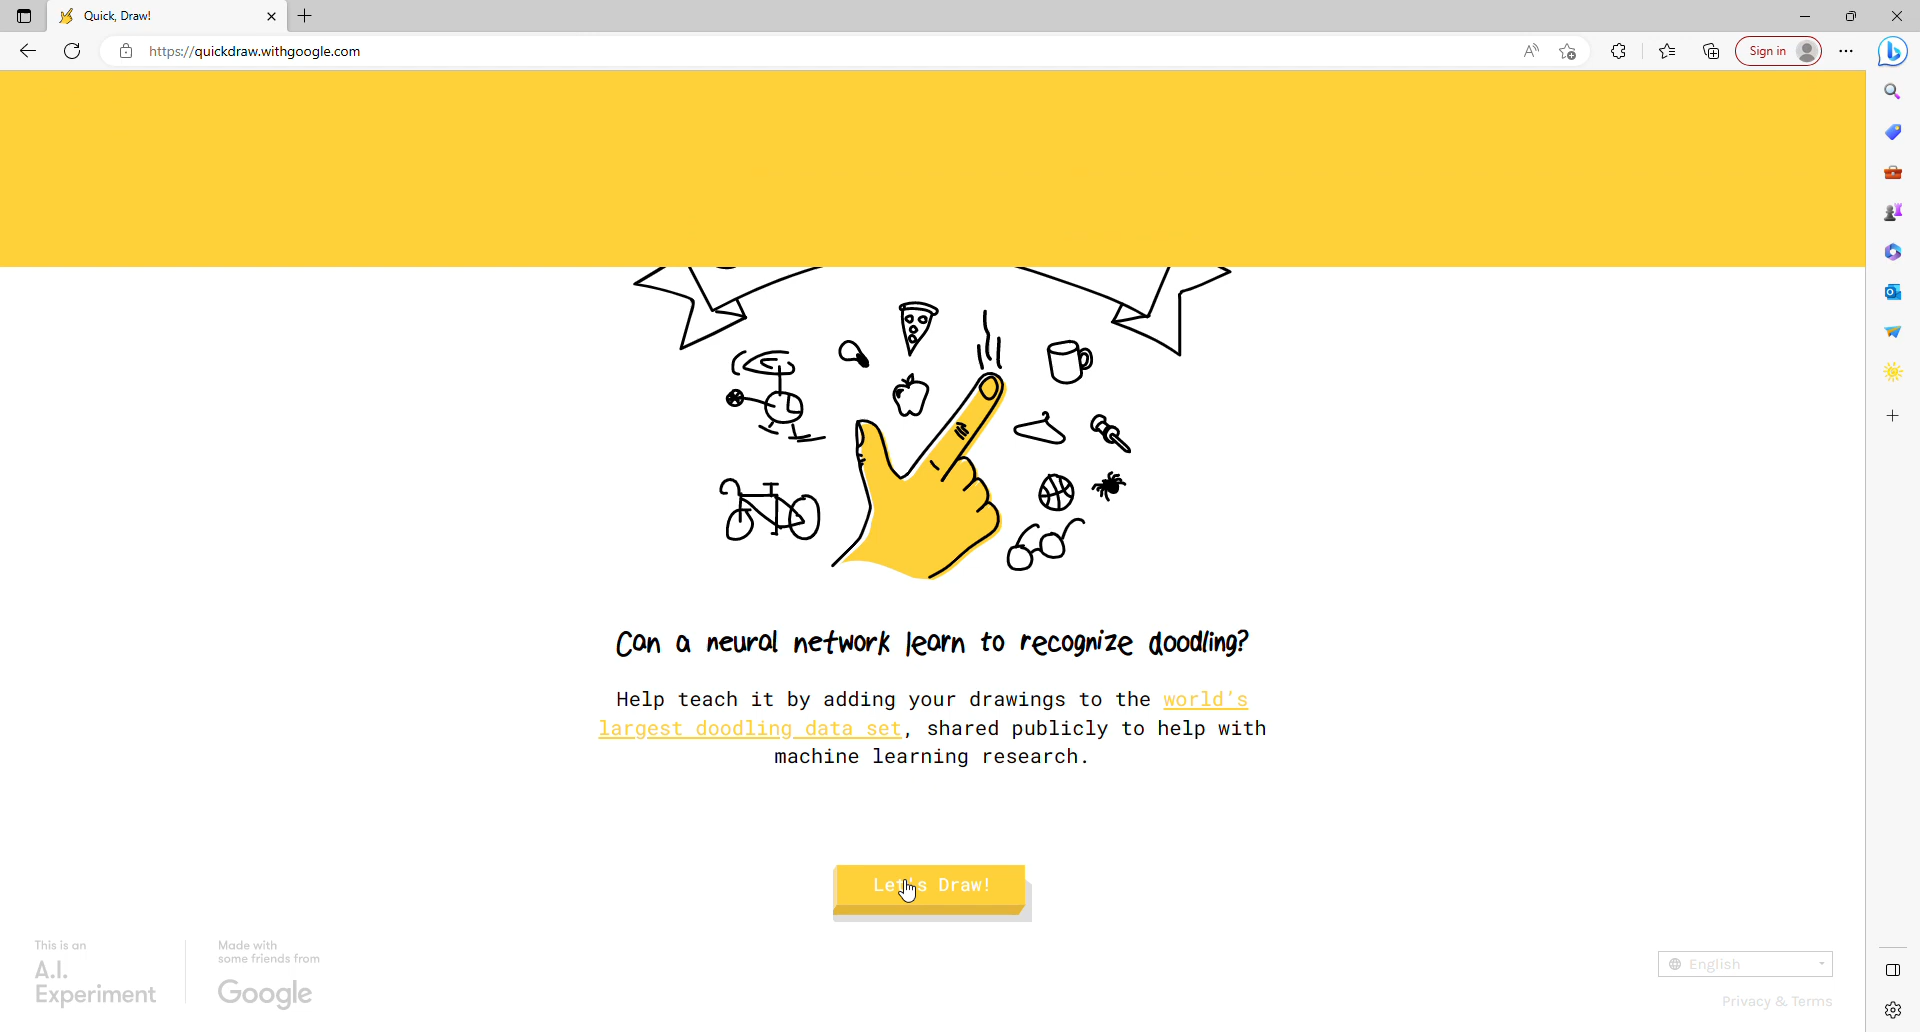 Quick, Draw!
https://quickdraw.withgoogle.com
Sign in
Can a neural network learn to recognize doodling?
Help teach it by adding your drawings to the world's
largest doodling data set, shared publicly to help with
machine learning research.
Let's Draw!
This is an
A.I.
Experiment
Made with
some friends from
Google
English
Privacy & Terms